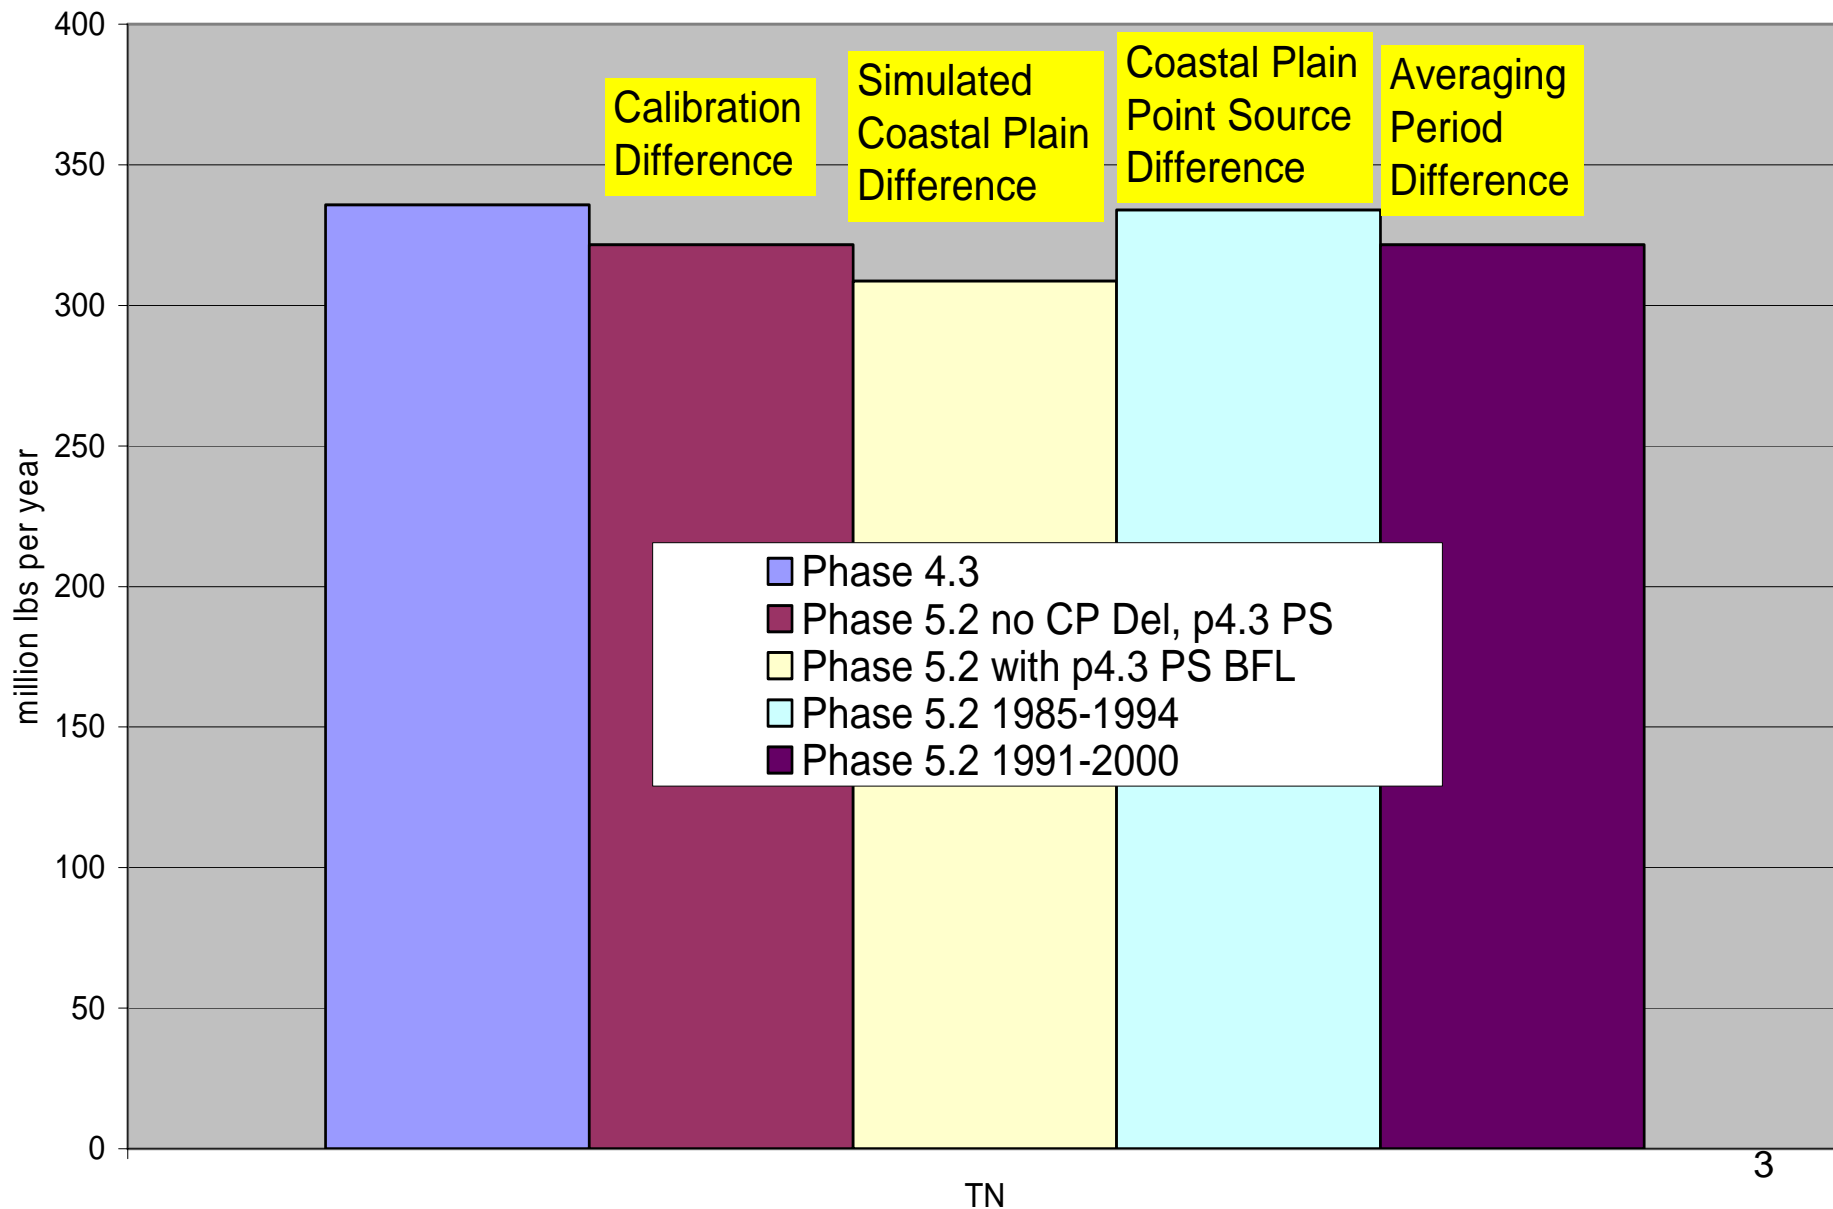 400
350
300
250
200
150
100
50
0
million lbs per year
Calibration
Difference
Simulated
Coastal Plain
Difference
Coastal Plain
Point Source
Difference
Averaging
Period
Difference
Phase 4.3
Phase 5.2 no CP Del, p4.3 PS
Phase 5.2 with p4.3 PS BFL
Phase 5.2 1985-1994
Phase 5.2 1991-2000
TN
3